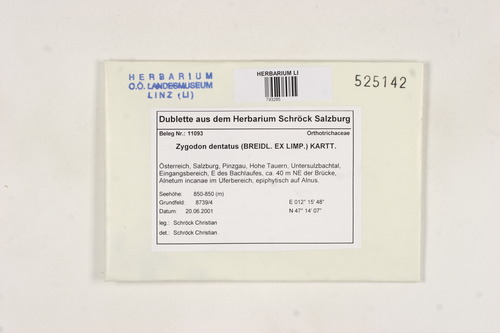 HERBARIUM
O.Ö. LANDESMUSEUM
LINZ (LI)
HERBARIUM LI
525142
Dublette aus dem Herbarium Schröck Salzburg
Beleg Nr.: 11093 Orthotrichaceae
Zygodon dentatus (BREIDL. EX LIMP.) KARTT.
Österreich, Salzburg, Pinzgau, Hohe Tauern, Untersulzbachtal,
Eingangsbereich, E des Bachlaufes, ca. 40 m NE der Brücke,
Alnetum incanae im Uferbereich, epiphytisch auf Alnus.
Seehöhe: 850-850 (m)
Grundfeld: 8739/4 E 012° 15' 48"
Datum: 20.06.2001 N 47° 14' 07"
leg.: Schröck Christian
det.: Schröck Christian